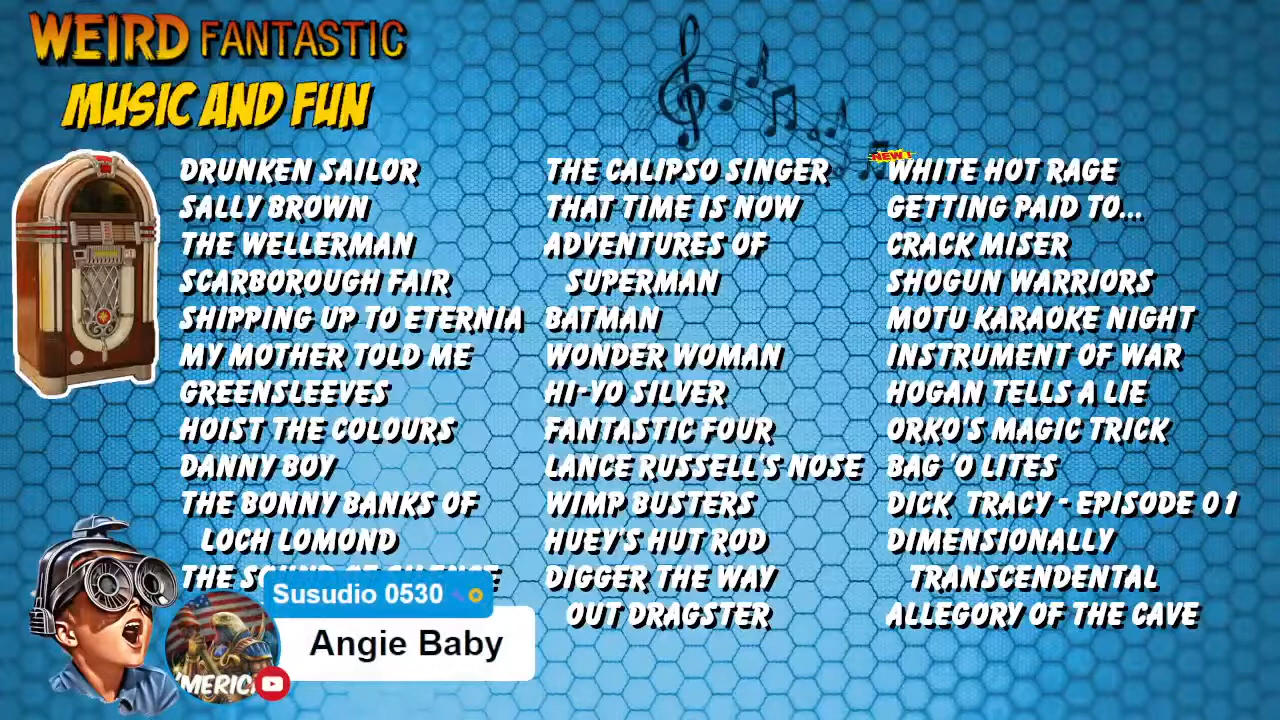 WEIRD FANTASTIC
MUSIC AND FUN
DRUNKEN SAILOR
SALLY BROWN
THE WELLERMAN
SCARBOROUGH FAIR
SHIPPING UP TO ETERNIA
MY MOTHER TOLD ME
GREENSLEEVES
HOIST THE COLOURS
DANNY BOY
THE BONNY BANKS OF
LOCH LOMOND
THE SOUND OF SILENCE
THE CALIPSO SINGER
THAT TIME IS NOW
ADVENTURES OF
SUPERMAN
BATMAN
WONDER WOMAN
HI-YO SILVER
FANTASTIC FOUR
LANCE RUSSELL'S NOSE
WIMP BUSTERS
HUEY'S HUT ROD
DIGGER THE WAY
OUT DRAGSTER
NEW!
WHITE HOT RAGE
GETTING PAID TO...
CRACK MISER
SHOGUN WARRIORS
MOTU KARAOKE NIGHT
INSTRUMENT OF WAR
HOGAN TELLS A LIE
ORKO'S MAGIC TRICK
BAG 'O LITES
DICK TRACY - EPISODE 01
DIMENSIONALLY
TRANSCENDENTAL
ALLEGORY OF THE CAVE
Susudio 0530
Angie Baby
'MERICA